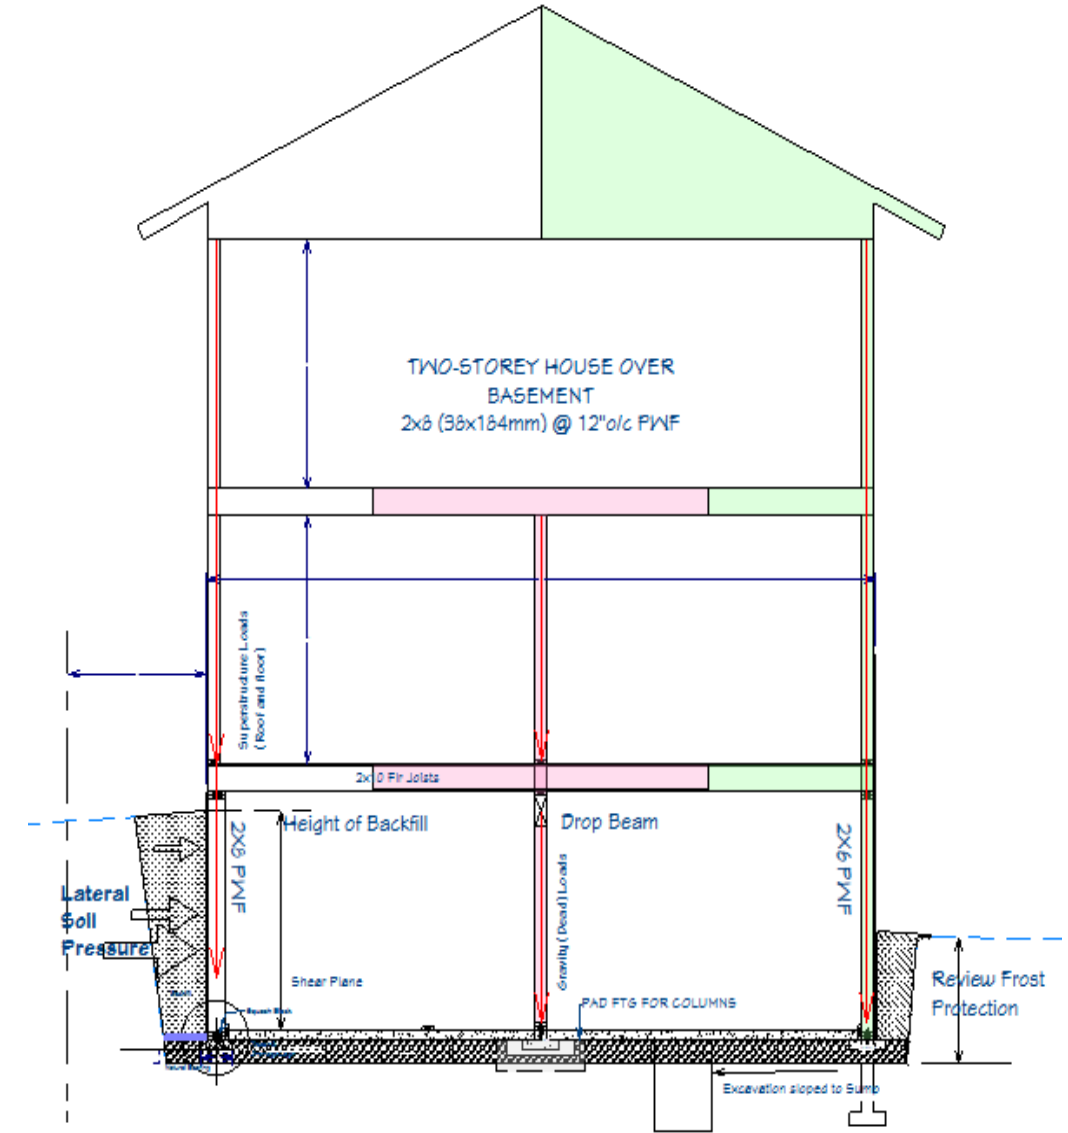 TWO-STOREY HOUSE OVER
BASEMENT
2x8 (38x184mm) @ 12"o/c PWF
Superstructure Loads
(Roof and floor)
2x10 Fir Joists
Height of Backfill
Drop Beam
2X8 PWF
2X6 PWF
Lateral
Soil
Pressure
Gravity (Dead) Loads
Shear Plane
Review Frost
Protection
PAD FTG FOR COLUMNS
Excavation sloped to Sump